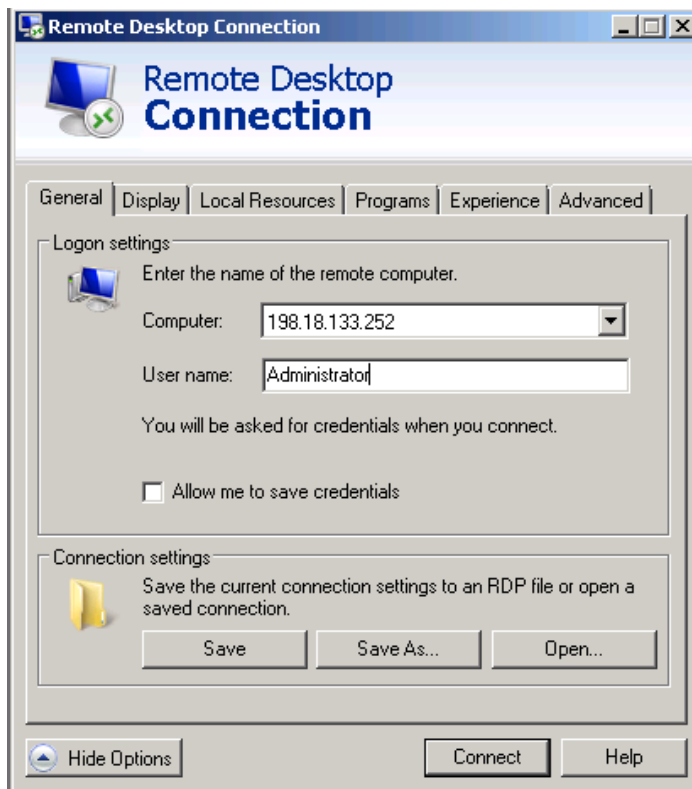 Remote Desktop Connection
Remote Desktop
Connection
General Display Local Resources Programs Experience Advanced
Logon settings
Enter the name of the remote computer.
Computer: 198.18.133.252
User name: Administrator
You will be asked for credentials when you connect.
Allow me to save credentials
Connection settings
Save the current connection settings to an RDP file or open a
saved connection.
Save Save As... Open...
Hide Options Connect Help